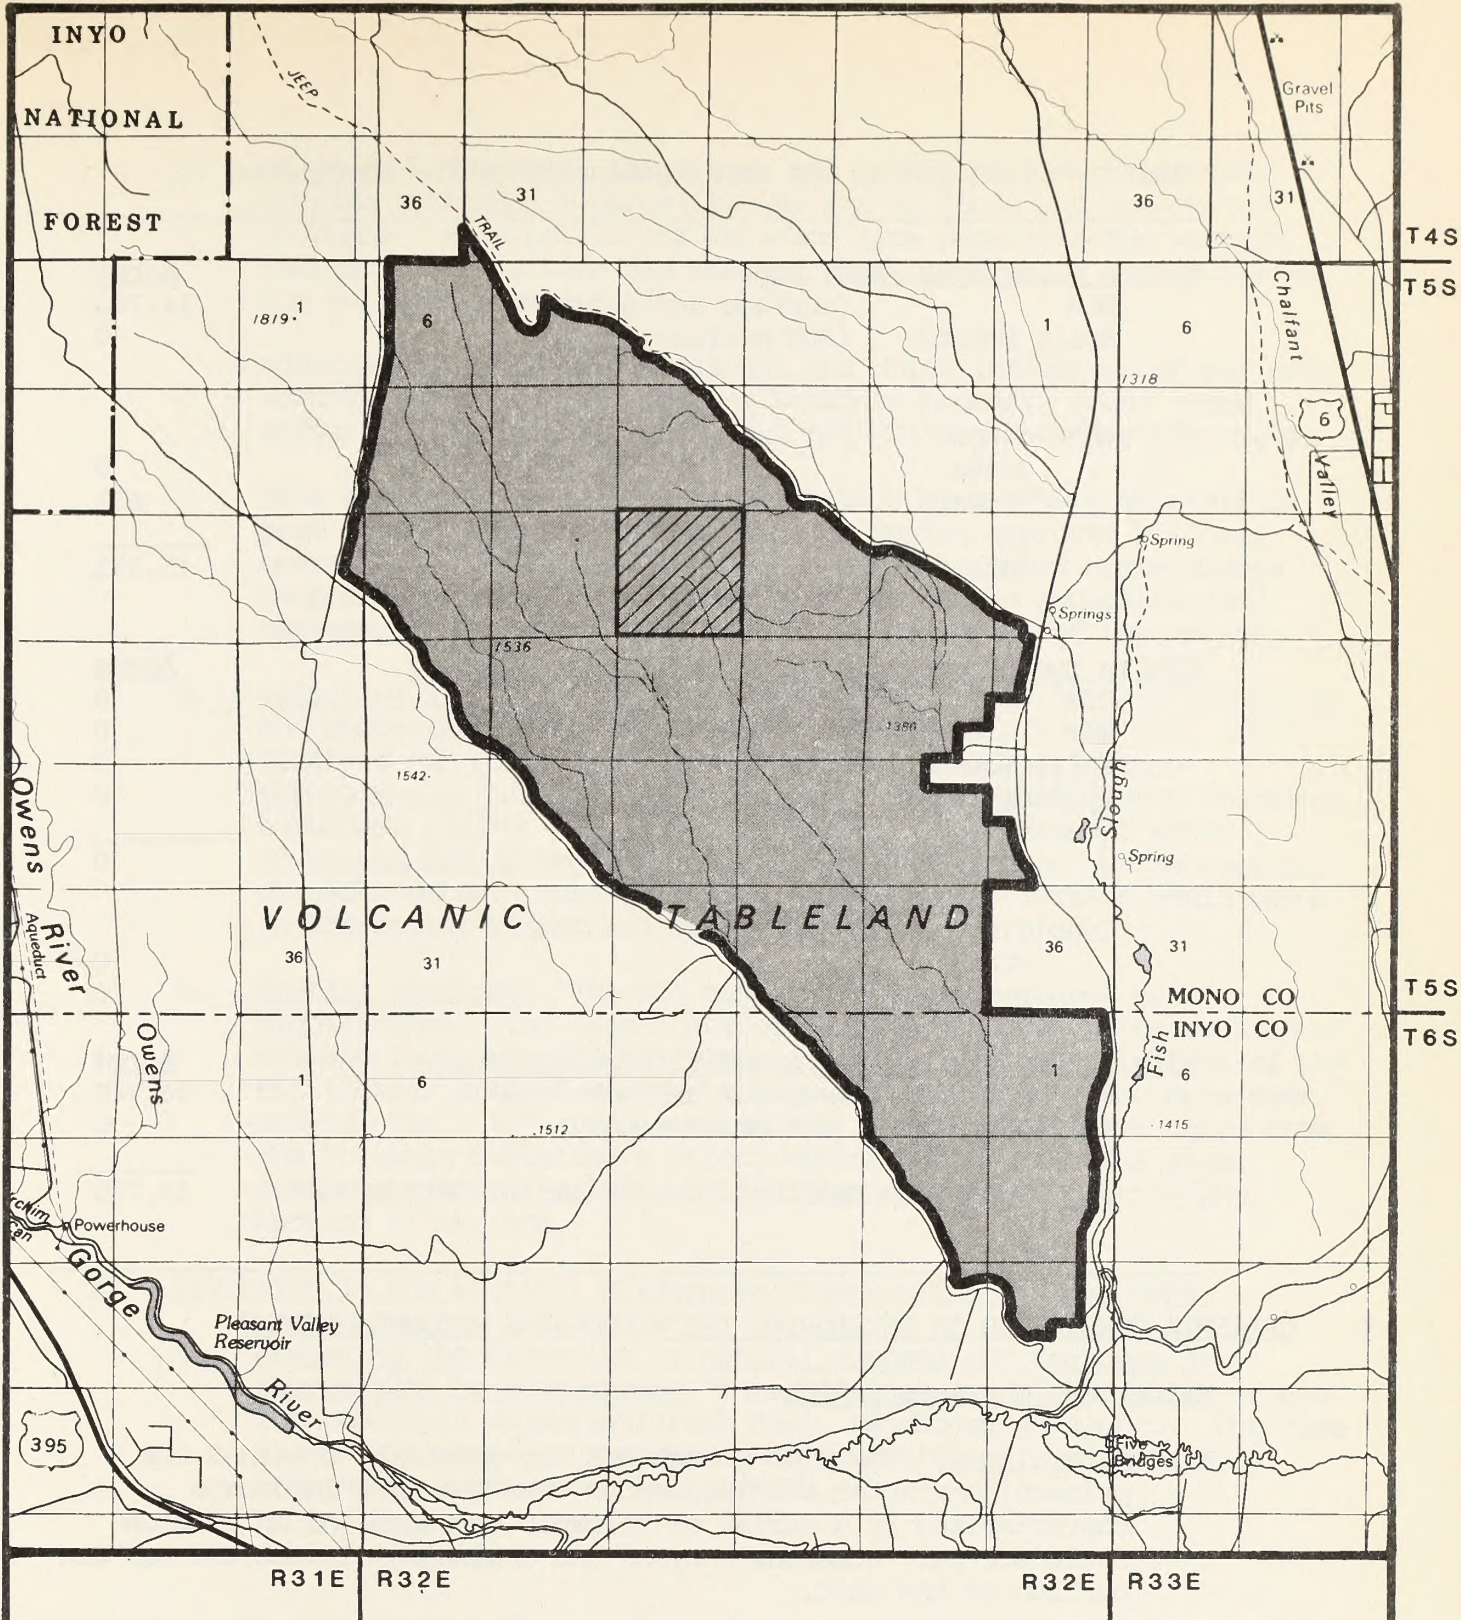 INYO
NATIONAL
FOREST
JEEP
TRAIL
Gravel
Pits
36
31
36
31
T4S
T5S
1819
1
6
1
6
Chalfant
Valley
1318
6
Spring
Springs
1536
1386
1542
Owens
River
Aqueduct
Slough
Spring
VOLCANIC TABLELAND
36
31
36
31
MONO CO
INYO CO
T5S
T6S
Owens
1
6
1
Fish
6
1512
1415
Powerhouse
Gorge
Pleasant Valley
Reservoir
River
395
Five
Bridges
R31E
R32E
R32E
R33E